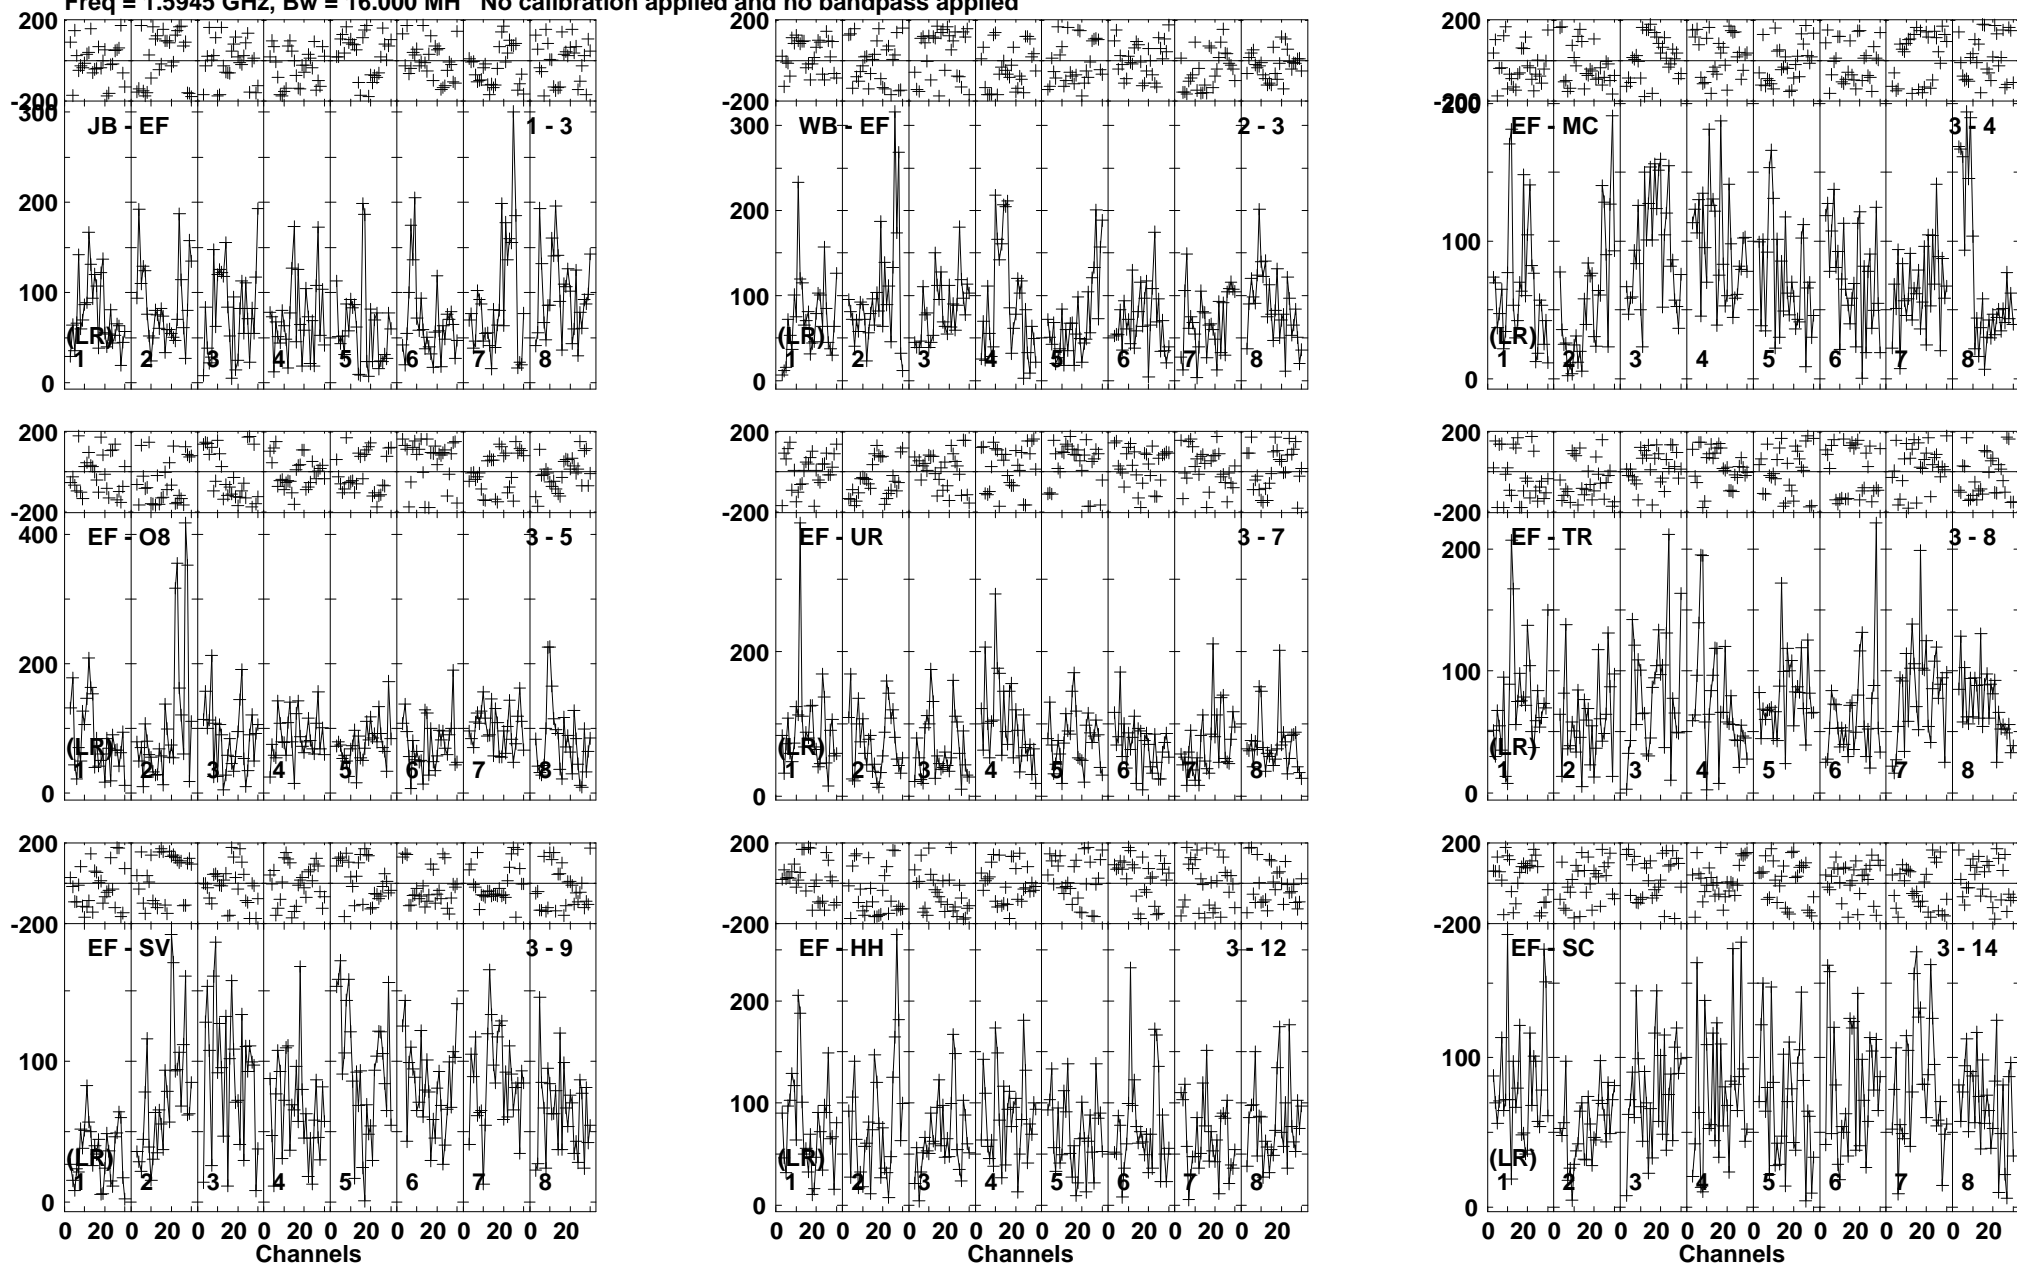 Freq = 1.5945 GHz, Bw = 16.000 MH No calibration applied and no bandpass applied
200
-200
300
200
100
0
JB - EF
1 - 3
(LR)
1 2 3 4 5 6 7 8
200
-200
300
200
100
0
WB - EF
2 - 3
(LR)
1 2 3 4 5 6 7 8
200
-200
200
100
0
EF - MC
3 - 4
(LR)
1 2 3 4 5 6 7 8
200
-200
400
200
0
EF - O8
3 - 5
(LR)
1 2 3 4 5 6 7 8
200
-200
200
0
EF - UR
3 - 7
(LR)
1 2 3 4 5 6 7 8
200
-200
200
100
0
EF - TR
3 - 8
(LR)
1 2 3 4 5 6 7 8
200
-200
100
0
EF - SV
3 - 9
(LR)
1 2 3 4 5 6 7 8
0 20 0 20 0 20 0 20 0 20 0 20 0 20 0 20
Channels
200
-200
200
100
0
EF - HH
3 - 12
(LR)
1 2 3 4 5 6 7 8
0 20 0 20 0 20 0 20 0 20 0 20 0 20 0 20
Channels
200
-200
100
0
EF - SC
3 - 14
(LR)
1 2 3 4 5 6 7 8
0 20 0 20 0 20 0 20 0 20 0 20 0 20 0 20
Channels